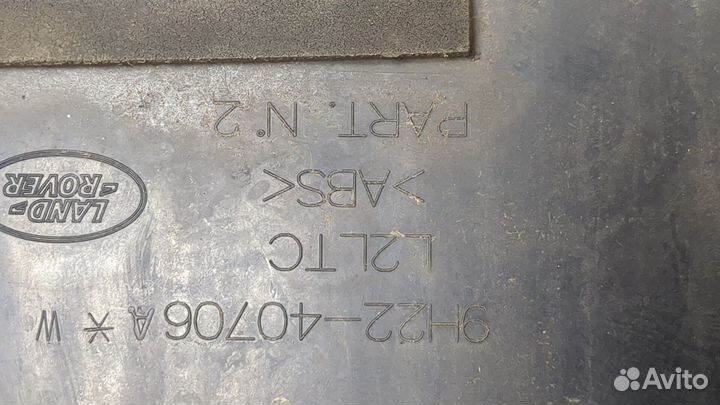 9H22-40706A * W
L2LTC
>ABS<
PART. N°2
LAND-
-ROVER
Avito